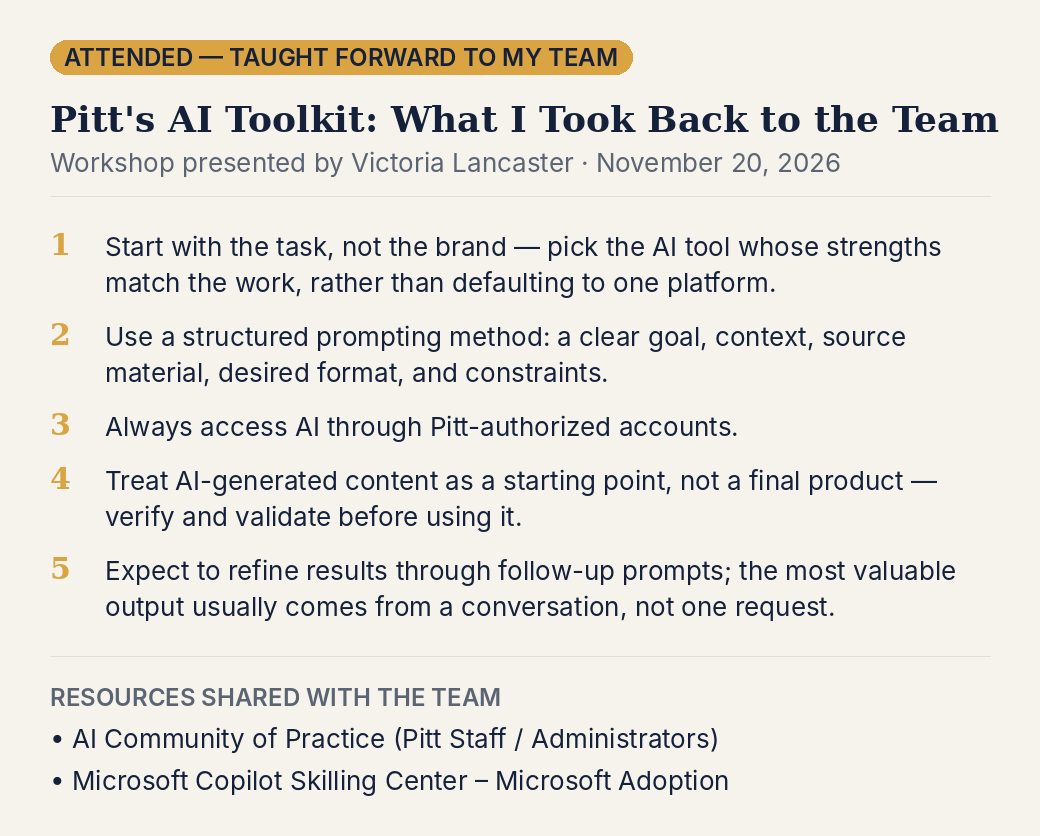 ATTENDED — TAUGHT FORWARD TO MY TEAM
Pitt's AI Toolkit: What I Took Back to the Team
Workshop presented by Victoria Lancaster · November 20, 2026
1 Start with the task, not the brand — pick the AI tool whose strengths
match the work, rather than defaulting to one platform.
2 Use a structured prompting method: a clear goal, context, source
material, desired format, and constraints.
3 Always access AI through Pitt-authorized accounts.
4 Treat AI-generated content as a starting point, not a final product —
verify and validate before using it.
5 Expect to refine results through follow-up prompts; the most valuable
output usually comes from a conversation, not one request.
RESOURCES SHARED WITH THE TEAM
• AI Community of Practice (Pitt Staff / Administrators)
• Microsoft Copilot Skilling Center – Microsoft Adoption